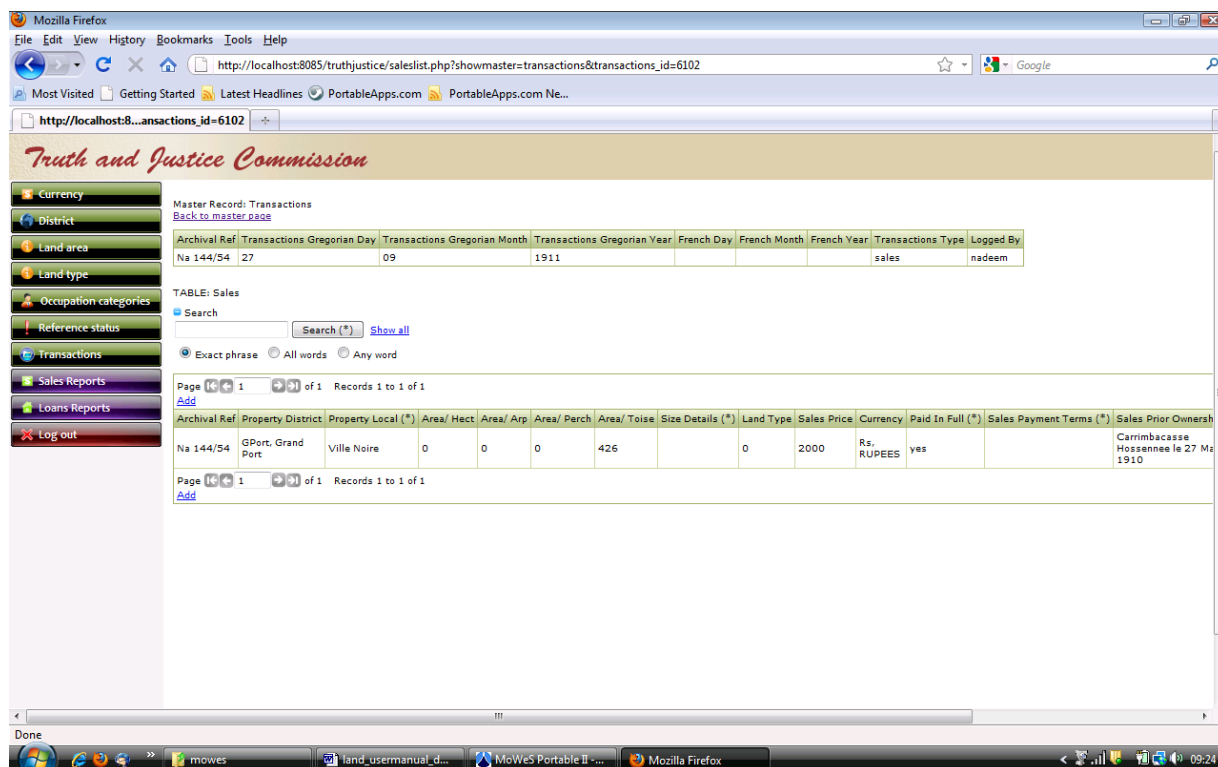 Mozilla Firefox
File Edit View History Bookmarks Tools Help
http://localhost:8085/truthjustice/saleslist.php?showmaster=transactions&transactions_id=6102
Google
Most Visited Getting Started Latest Headlines PortableApps.com PortableApps.com Ne...
http://localhost:8...ansactions_id=6102
Truth and Justice Commission
Currency
District
Land area
Land type
Occupation categories
Reference status
Transactions
Sales Reports
Loans Reports
Log out
Master Record: Transactions
Back to master page
Archival Ref Transactions Gregorian Day Transactions Gregorian Month Transactions Gregorian Year French Day French Month French Year Transactions Type Logged By
Na 144/54 27 09 1911 sales nadeem
TABLE: Sales
Search
Search (*) Show all
Exact phrase All words Any word
Page 1 of 1 Records 1 to 1 of 1
Add
Archival Ref Property District Property Local (*) Area/ Hect Area/ Arp Area/ Perch Area/ Toise Size Details (*) Land Type Sales Price Currency Paid In Full (*) Sales Payment Terms (*) Sales Prior Ownersh
Na 144/54 GPort, Grand Port Ville Noire 0 0 0 426 0 2000 Rs, RUPEES yes Carrimbacasse Hossennee le 27 Ma 1910
Page 1 of 1 Records 1 to 1 of 1
Add
Done
mowes land_usermanual_d... MoWeS Portable II -... Mozilla Firefox 09:24